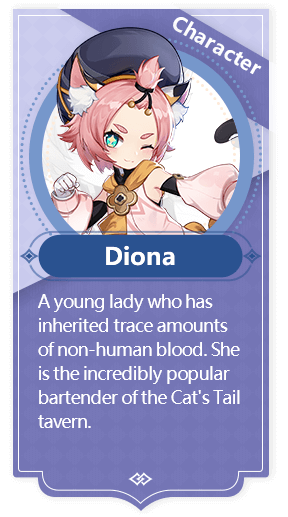 Character
Diona
A young lady who has
inherited trace amounts
of non-human blood. She
is the incredibly popular
bartender of the Cat's Tail
tavern.